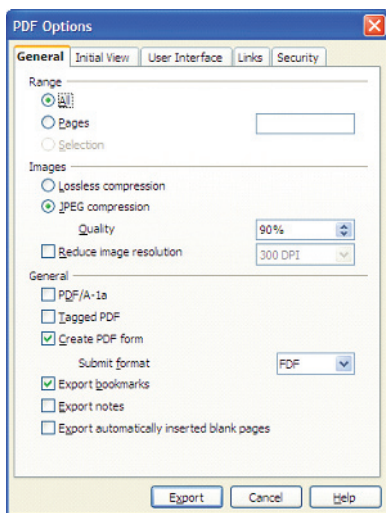 PDF Options
General Initial View User Interface Links Security
Range
All
Pages
Selection
Images
Lossless compression
JPEG compression
Quality 90%
Reduce image resolution 300 DPI
General
PDF/A-1a
Tagged PDF
Create PDF form
Submit format FDF
Export bookmarks
Export notes
Export automatically inserted blank pages
Export Cancel Help